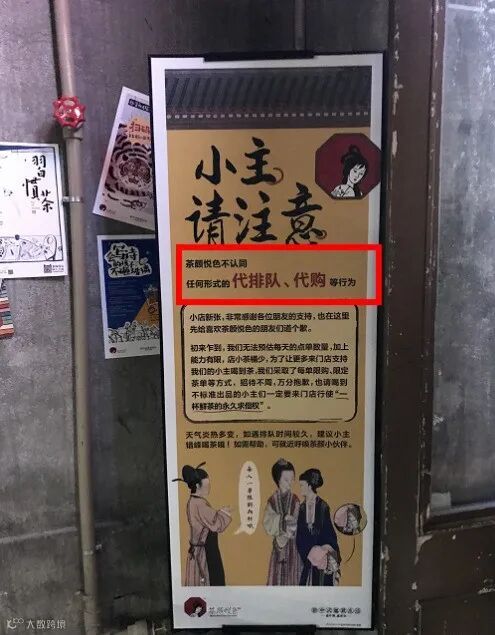 小主
请注意
茶颜悦色不认同
任何形式的 代排队、代购 等行为
小店新张，非常感谢各位朋友的支持，也在这里
先给喜欢茶颜悦色的朋友们道个歉。
初来乍到，我们无法预估每天的点单数量，加上
能力有限，店小茶桶少，为了让更多来门店支持
我们的小主喝到茶，我们采取了每单限购、限定
茶单等方式，招待不周，万分抱歉，也请喝到
不标准出品的小主们一定要来门店行使“一
杯鲜茶的永久求偿权”。
天气炎热多变，如遇排队时间较久，建议小主
错峰喝茶哦！如需帮助，可就近呼唤茶颜小伙伴。
茶颜悦色
习惯茶
大数跨境